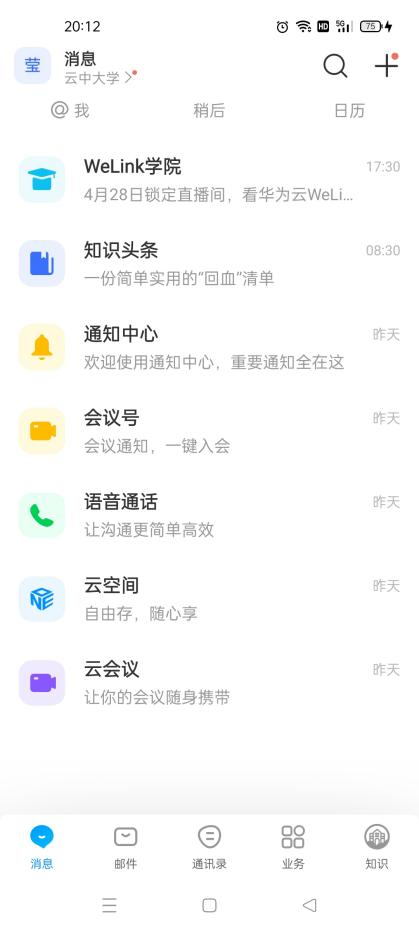 20:12
HD
5G
75
莹
消息
云中大学
@ 我
稍后
日历
WeLink学院
17:30
4月28日锁定直播间，看华为云WeLi...
知识头条
08:30
一份简单实用的“回血”清单
通知中心
昨天
欢迎使用通知中心，重要通知全在这
会议号
昨天
会议通知，一键入会
语音通话
昨天
让沟通更简单高效
云空间
昨天
自由存，随心享
ONE
云会议
昨天
让你的会议随身携带
消息
邮件
通讯录
业务
知识